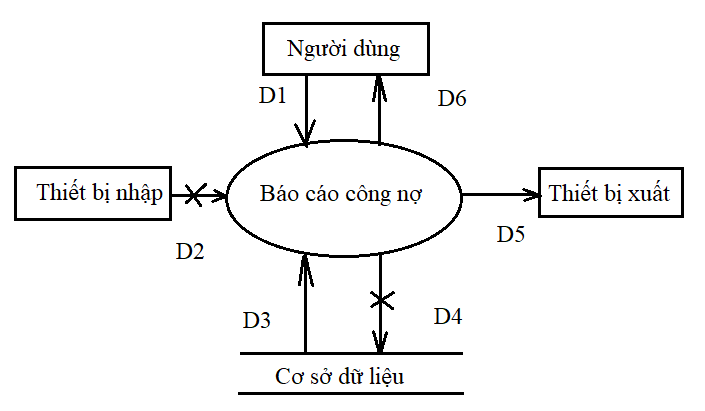 Người dùng
D1
D6
Thiết bị nhập
Báo cáo công nợ
Thiết bị xuất
D2
D5
D3
D4
Cơ sở dữ liệu